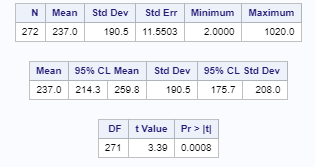 N Mean Std Dev Std Err Minimum Maximum
272 237.0 190.5 11.5503 2.0000 1020.0
Mean 95% CL Mean Std Dev 95% CL Std Dev
237.0 214.3 259.8 190.5 175.7 208.0
DF t Value Pr > |t|
271 3.39 0.0008